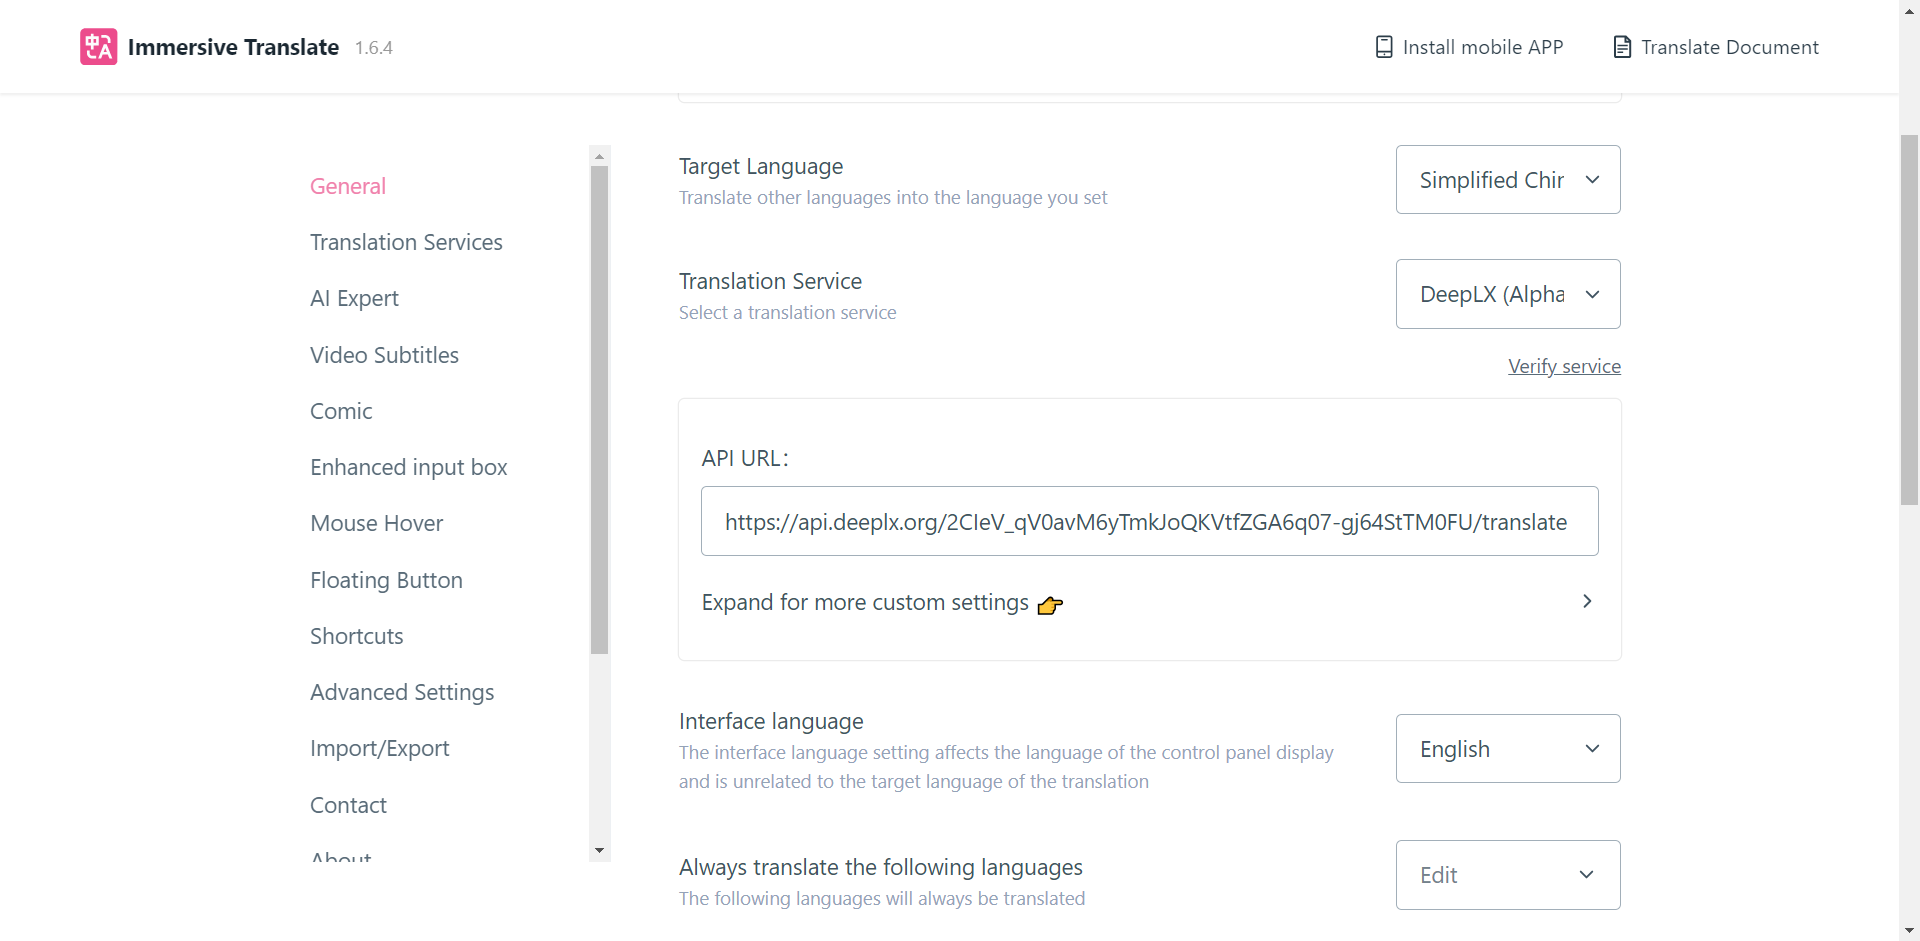 Immersive Translate 1.6.4
Install mobile APP
Translate Document
General
Translation Services
AI Expert
Video Subtitles
Comic
Enhanced input box
Mouse Hover
Floating Button
Shortcuts
Advanced Settings
Import/Export
Contact
About
Target Language
Translate other languages into the language you set
Simplified Chir
Translation Service
Select a translation service
DeepLX (Alpha
Verify service
API URL:
https://api.deeplx.org/2CIeV_qV0avM6yTmkJoQKVtfZGA6q07-gj64StTM0FU/translate
Expand for more custom settings 👉
Interface language
The interface language setting affects the language of the control panel display
and is unrelated to the target language of the translation
English
Always translate the following languages
The following languages will always be translated
Edit